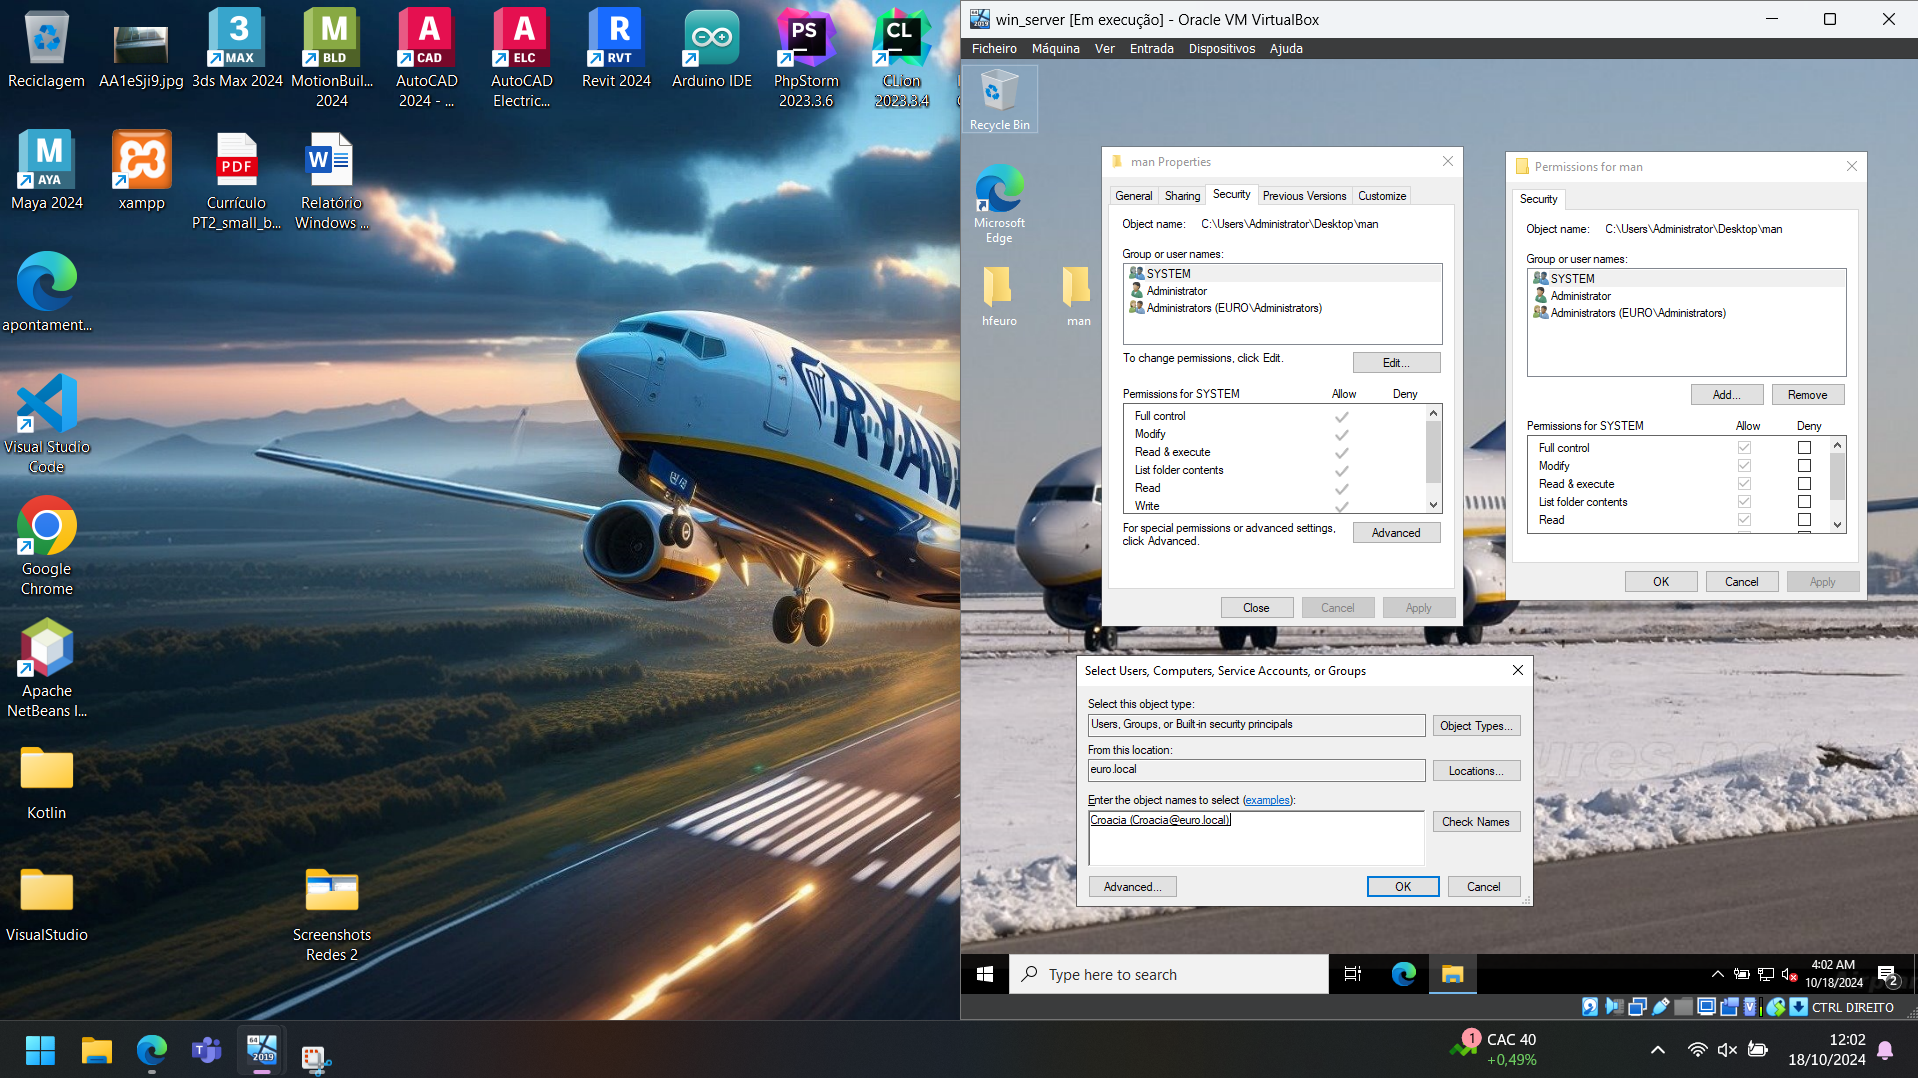 Reciclagem
AA1eSji9.jpg
3
MAX
3ds Max 2024
M
BLD
MotionBuil...
2024
A
CAD
AutoCAD
2024 - ...
A
ELC
AutoCAD
Electric...
R
RVT
Revit 2024
Arduino IDE
PS
PhpStorm
2023.3.6
CL
CLion
2023.3.4
M
AYA
Maya 2024
xampp
PDF
Currículo
PT2_small_b...
W
Relatório
Windows ...
apontament...
Visual Studio
Code
Google
Chrome
Apache
NetBeans I...
Kotlin
VisualStudio
Screenshots
Redes 2
RYANA
win_server [Em execução] - Oracle VM VirtualBox
Ficheiro
Máquina
Ver
Entrada
Dispositivos
Ajuda
Recycle Bin
Microsoft
Edge
hfeuro
man
man Properties
General
Sharing
Security
Previous Versions
Customize
Object name: C:\Users\Administrator\Desktop\man
Group or user names:
SYSTEM
Administrator
Administrators (EURO\Administrators)
To change permissions, click Edit.
Edit...
Permissions for SYSTEM
Allow
Deny
Full control
Modify
Read & execute
List folder contents
Read
Write
For special permissions or advanced settings,
click Advanced.
Advanced
Close
Cancel
Apply
Permissions for man
Security
Object name: C:\Users\Administrator\Desktop\man
Group or user names:
SYSTEM
Administrator
Administrators (EURO\Administrators)
Add...
Remove
Permissions for SYSTEM
Allow
Deny
Full control
Modify
Read & execute
List folder contents
Read
OK
Cancel
Apply
Select Users, Computers, Service Accounts, or Groups
Select this object type:
Users, Groups, or Built-in security principals
Object Types...
From this location:
euro.local
Locations...
Enter the object names to select (examples):
Croacia (Croacia@euro.local)
Check Names
Advanced...
OK
Cancel
Type here to search
4:02 AM
10/18/2024
2
CTRL DIREITO
64
2019
1
CAC 40
+0,49%
12:02
18/10/2024